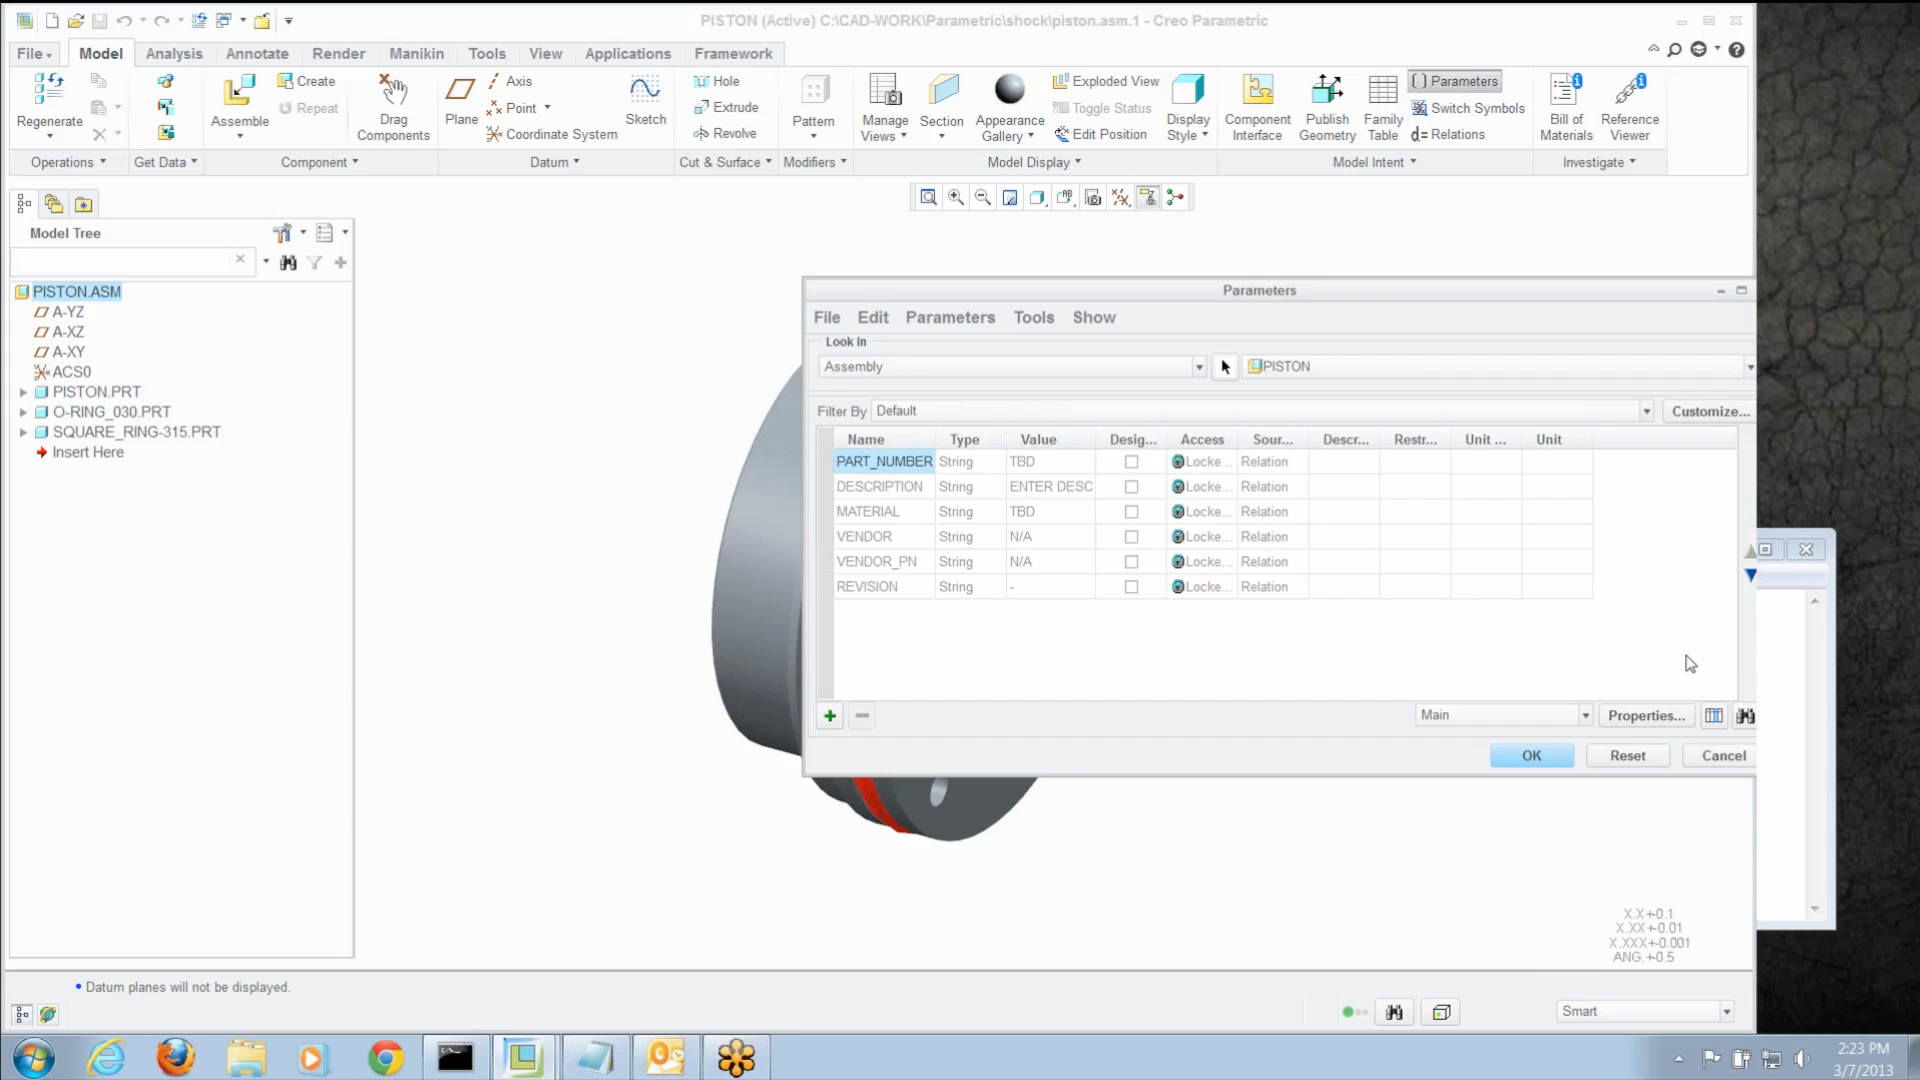 PISTON (Active) C:\CAD-WORK\Parametric\shock\piston.asm.1 - Creo Parametric
File Model Analysis Annotate Render Manikin Tools View Applications Framework
Regenerate
Operations
Get Data
Assemble
Create
Repeat
Drag Components
Component
Plane
Axis
Point
Coordinate System
Sketch
Datum
Hole
Extrude
Revolve
Cut & Surface
Pattern
Modifiers
Manage Views
Section
Appearance Gallery
Exploded View
Toggle Status
Edit Position
Display Style
Model Display
Component Interface
Publish Geometry
Family Table
Parameters
Switch Symbols
d= Relations
Model Intent
Bill of Materials
Reference Viewer
Investigate
Model Tree
PISTON.ASM
A-YZ
A-XZ
A-XY
ACS0
PISTON.PRT
O-RING_030.PRT
SQUARE_RING-315.PRT
Insert Here
Parameters
File Edit Parameters Tools Show
Look In
Assembly PISTON
Filter By Default Customize...
Name Type Value Desig... Access Sour... Descr... Restr... Unit ... Unit
PART_NUMBER String TBD Locke... Relation
DESCRIPTION String ENTER DESC Locke... Relation
MATERIAL String TBD Locke... Relation
VENDOR String N/A Locke... Relation
VENDOR_PN String N/A Locke... Relation
REVISION String - Locke... Relation
Main Properties...
OK Reset Cancel
X.X+-0.1
X.XX+-0.01
X.XXX+-0.001
ANG.+-0.5
• Datum planes will not be displayed.
Smart
2:23 PM
3/7/2013